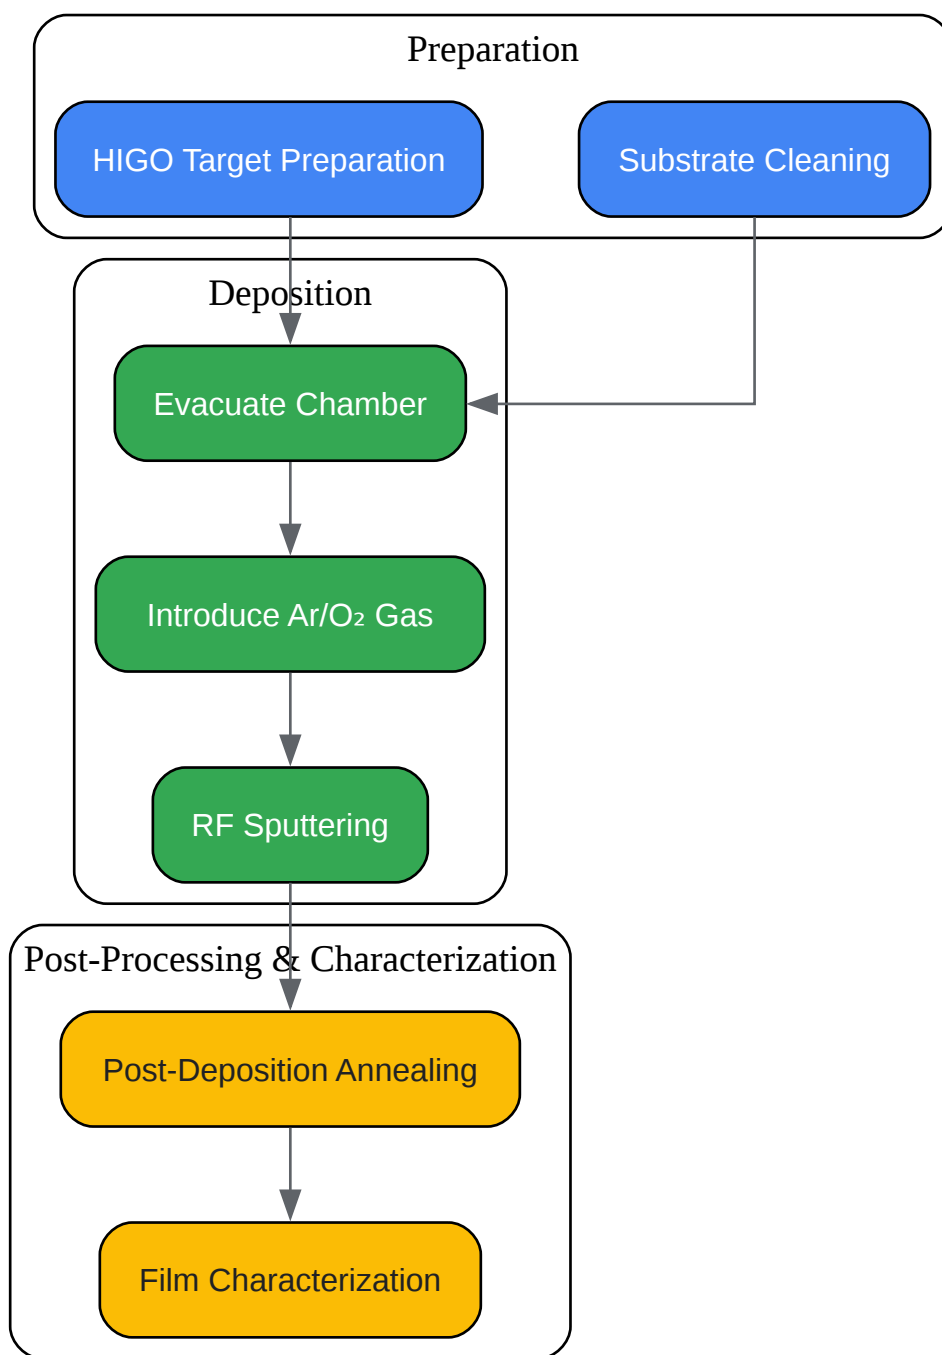 Preparation
HIGO Target Preparation
Substrate Cleaning
Deposition
Evacuate Chamber
Introduce Ar/O₂ Gas
RF Sputtering
Post-Processing & Characterization
Post-Deposition Annealing
Film Characterization